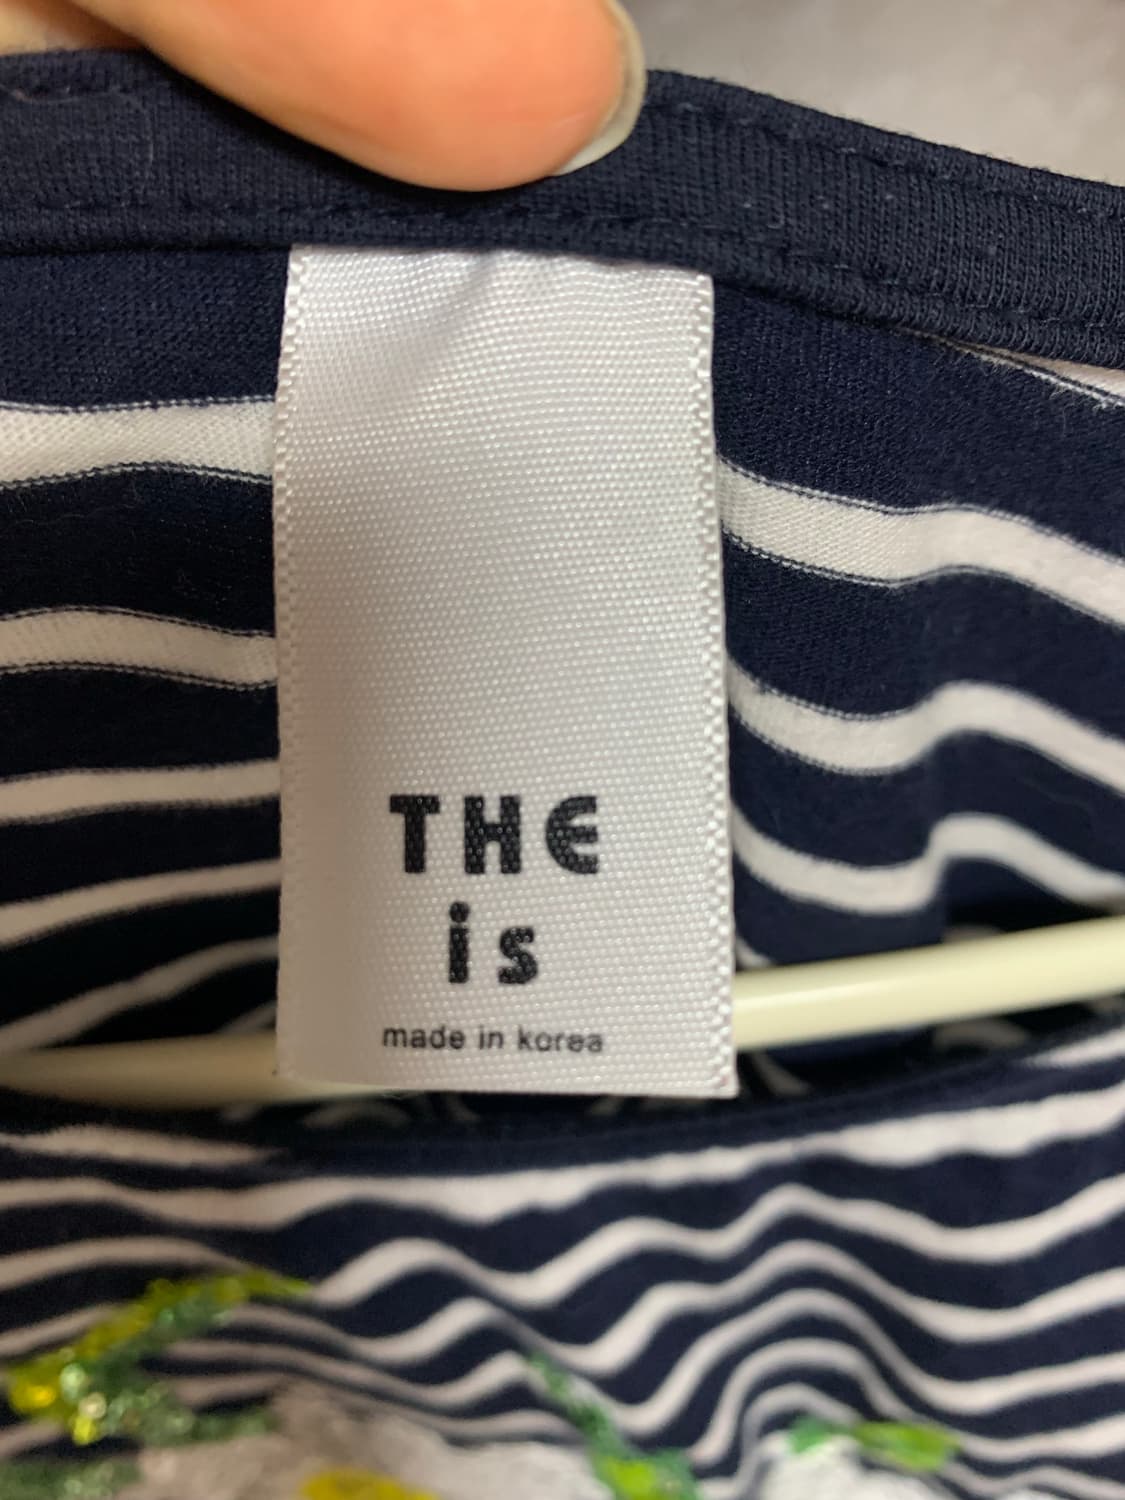 THE
is
made in korea